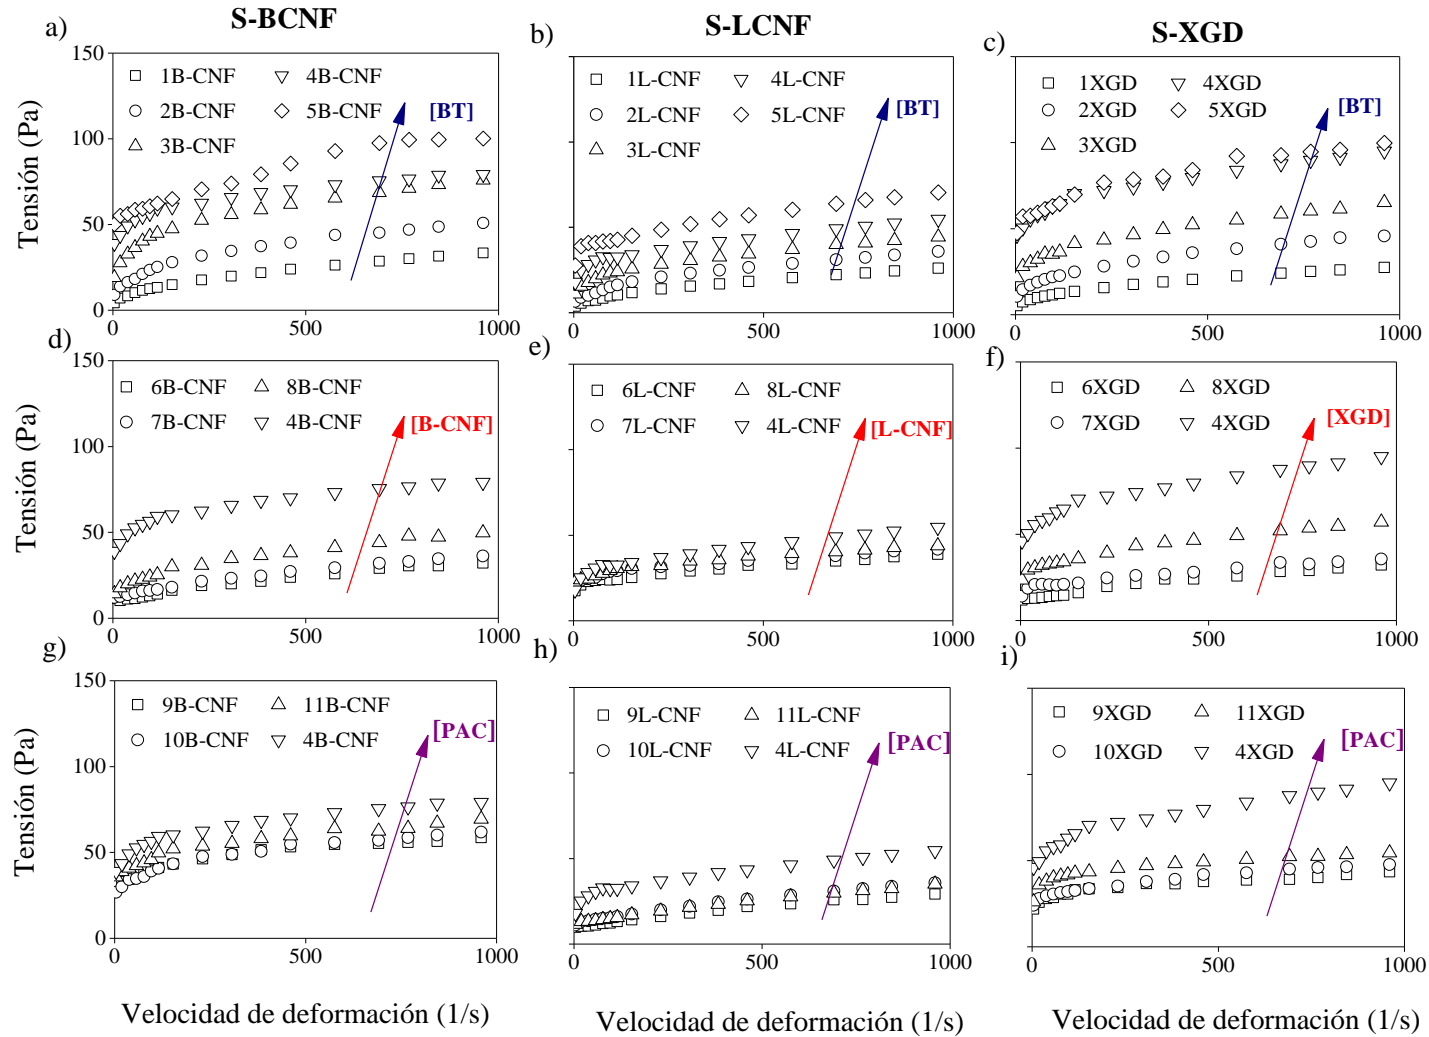 S-BCNF
S-LCNF
S-XGD
a)
150
1B-CNF
4B-CNF
2B-CNF
5B-CNF
3B-CNF
[BT]
100
50
0
0
500
1000
Tensión (Pa)
b)
1L-CNF
4L-CNF
2L-CNF
5L-CNF
3L-CNF
[BT]
0
500
1000
c)
1XGD
4XGD
2XGD
5XGD
3XGD
[BT]
0
500
1000
d)
150
6B-CNF
8B-CNF
7B-CNF
4B-CNF
[B-CNF]
100
50
0
0
500
1000
Tensión (Pa)
e)
6L-CNF
8L-CNF
7L-CNF
4L-CNF
[L-CNF]
0
500
1000
f)
6XGD
8XGD
7XGD
4XGD
[XGD]
0
500
1000
g)
150
9B-CNF
11B-CNF
10B-CNF
4B-CNF
[PAC]
100
50
0
0
500
1000
Tensión (Pa)
Velocidad de deformación (1/s)
h)
9L-CNF
11L-CNF
10L-CNF
4L-CNF
[PAC]
0
500
1000
Velocidad de deformación (1/s)
i)
9XGD
11XGD
10XGD
4XGD
[PAC]
0
500
1000
Velocidad de deformación (1/s)